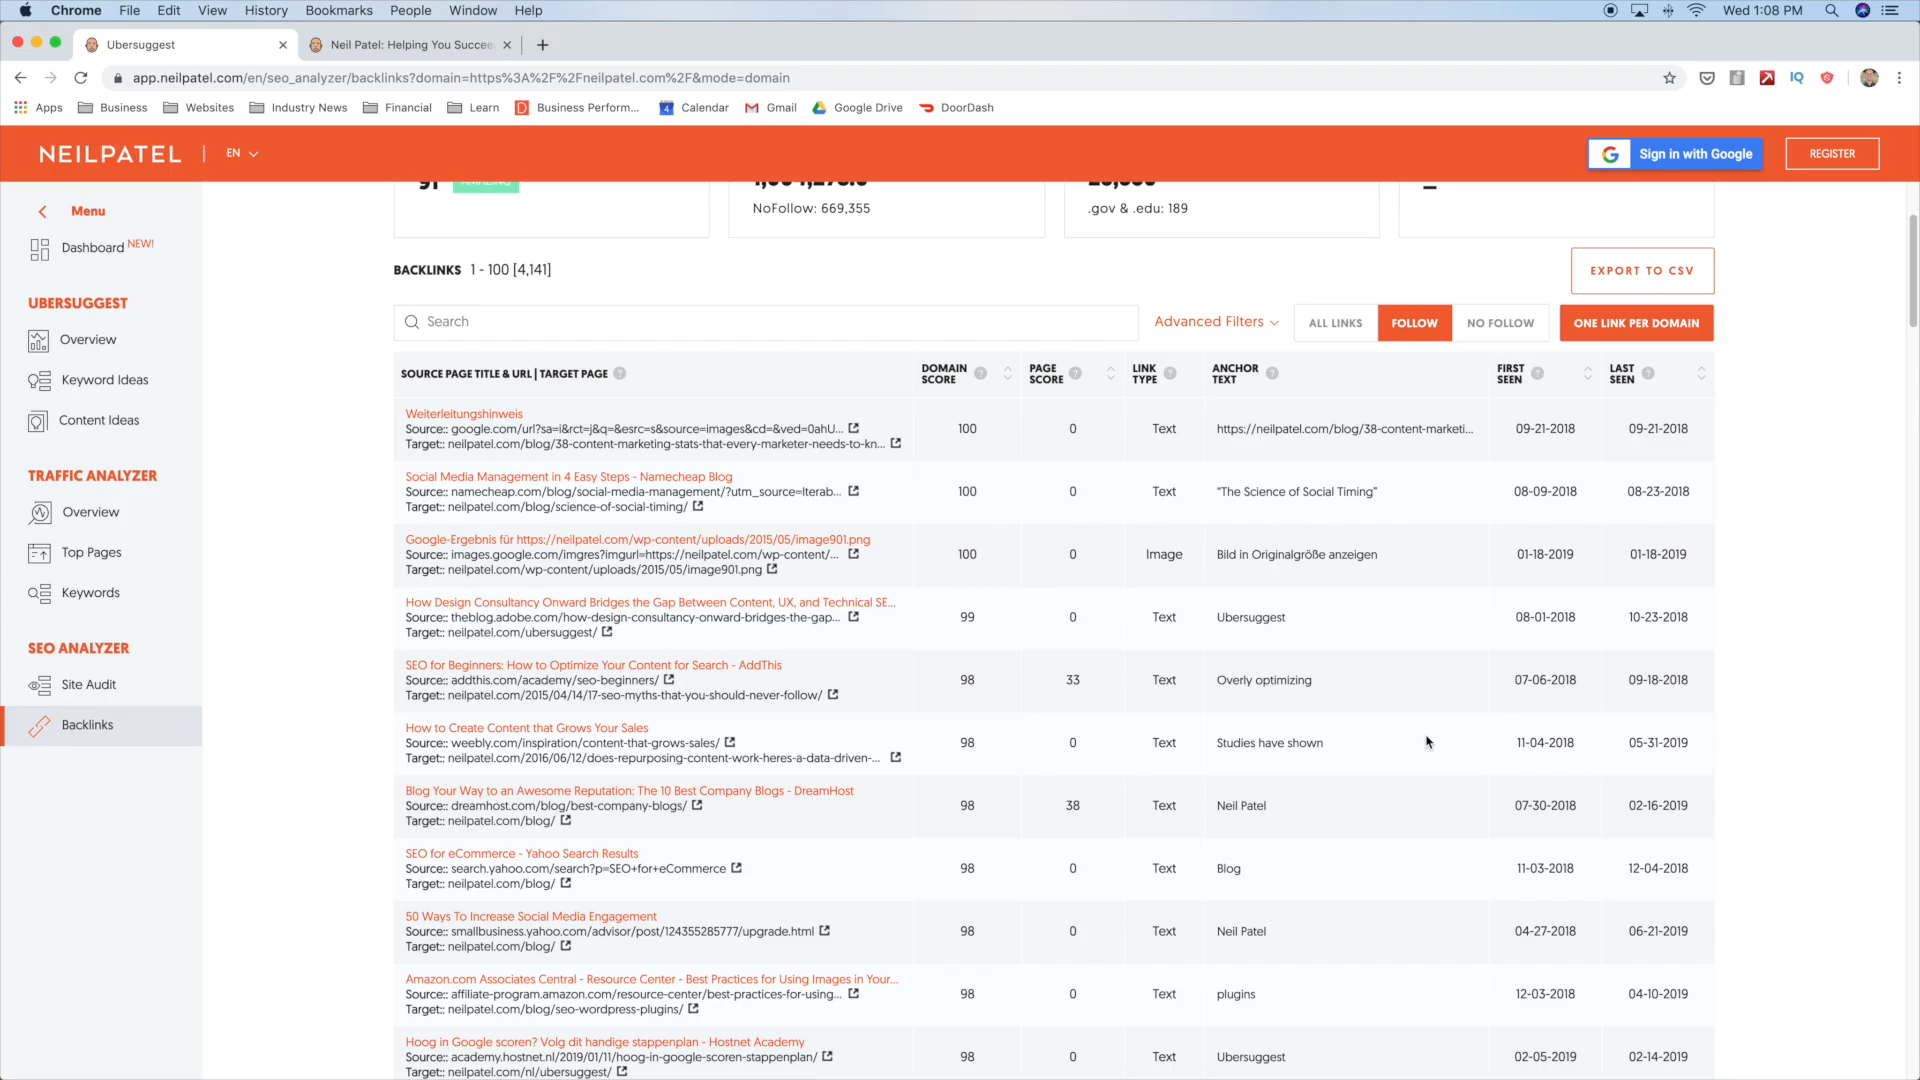 Chrome File Edit View History Bookmarks People Window Help Wed 1:08 PM
Ubersuggest Neil Patel: Helping You Succee
app.neilpatel.com/en/seo_analyzer/backlinks?domain=https%3A%2F%2Fneilpatel.com%2F&mode=domain
Apps Business Websites Industry News Financial Learn Business Perform... Calendar Gmail Google Drive DoorDash
NEILPATEL | EN Sign in with Google REGISTER
Menu
Dashboard NEW!
UBERSUGGEST
Overview
Keyword Ideas
Content Ideas
TRAFFIC ANALYZER
Overview
Top Pages
Keywords
SEO ANALYZER
Site Audit
Backlinks
NoFollow: 669,355
.gov & .edu: 189
BACKLINKS 1 - 100 [4,141]
EXPORT TO CSV
Search
Advanced Filters ALL LINKS FOLLOW NO FOLLOW ONE LINK PER DOMAIN
SOURCE PAGE TITLE & URL | TARGET PAGE DOMAIN SCORE PAGE SCORE LINK TYPE ANCHOR TEXT FIRST SEEN LAST SEEN
Weiterleitungshinweis
Source:: google.com/url?sa=i&rct=j&q=&esrc=s&source=images&cd=&ved=0ahU... 100 0 Text https://neilpatel.com/blog/38-content-marketi... 09-21-2018 09-21-2018
Target:: neilpatel.com/blog/38-content-marketing-stats-that-every-marketer-needs-to-kn...
Social Media Management in 4 Easy Steps - Namecheap Blog
Source:: namecheap.com/blog/social-media-management/?utm_source=Iterab... 100 0 Text "The Science of Social Timing" 08-09-2018 08-23-2018
Target:: neilpatel.com/blog/science-of-social-timing/
Google-Ergebnis für https://neilpatel.com/wp-content/uploads/2015/05/image901.png
Source:: images.google.com/imgres?imgurl=https://neilpatel.com/wp-content/... 100 0 Image Bild in Originalgröße anzeigen 01-18-2019 01-18-2019
Target:: neilpatel.com/wp-content/uploads/2015/05/image901.png
How Design Consultancy Onward Bridges the Gap Between Content, UX, and Technical SE...
Source:: theblog.adobe.com/how-design-consultancy-onward-bridges-the-gap... 99 0 Text Ubersuggest 08-01-2018 10-23-2018
Target:: neilpatel.com/ubersuggest/
SEO for Beginners: How to Optimize Your Content for Search - AddThis
Source:: addthis.com/academy/seo-beginners/ 98 33 Text Overly optimizing 07-06-2018 09-18-2018
Target:: neilpatel.com/2015/04/14/17-seo-myths-that-you-should-never-follow/
How to Create Content that Grows Your Sales
Source:: weebly.com/inspiration/content-that-grows-sales/ 98 0 Text Studies have shown 11-04-2018 05-31-2019
Target:: neilpatel.com/2016/06/12/does-repurposing-content-work-heres-a-data-driven-...
Blog Your Way to an Awesome Reputation: The 10 Best Company Blogs - DreamHost
Source:: dreamhost.com/blog/best-company-blogs/ 98 38 Text Neil Patel 07-30-2018 02-16-2019
Target:: neilpatel.com/blog/
SEO for eCommerce - Yahoo Search Results
Source:: search.yahoo.com/search?p=SEO+for+eCommerce 98 0 Text Blog 11-03-2018 12-04-2018
Target:: neilpatel.com/blog/
50 Ways To Increase Social Media Engagement
Source:: smallbusiness.yahoo.com/advisor/post/124355285777/upgrade.html 98 0 Text Neil Patel 04-27-2018 06-21-2019
Target:: neilpatel.com/blog/
Amazon.com Associates Central - Resource Center - Best Practices for Using Images in Your...
Source:: affiliate-program.amazon.com/resource-center/best-practices-for-using... 98 0 Text plugins 12-03-2018 04-10-2019
Target:: neilpatel.com/blog/seo-wordpress-plugins/
Hoog in Google scoren? Volg dit handige stappenplan - Hostnet Academy
Source:: academy.hostnet.nl/2019/01/11/hoog-in-google-scoren-stappenplan/ 98 0 Text Ubersuggest 02-05-2019 02-14-2019
Target:: neilpatel.com/nl/ubersuggest/